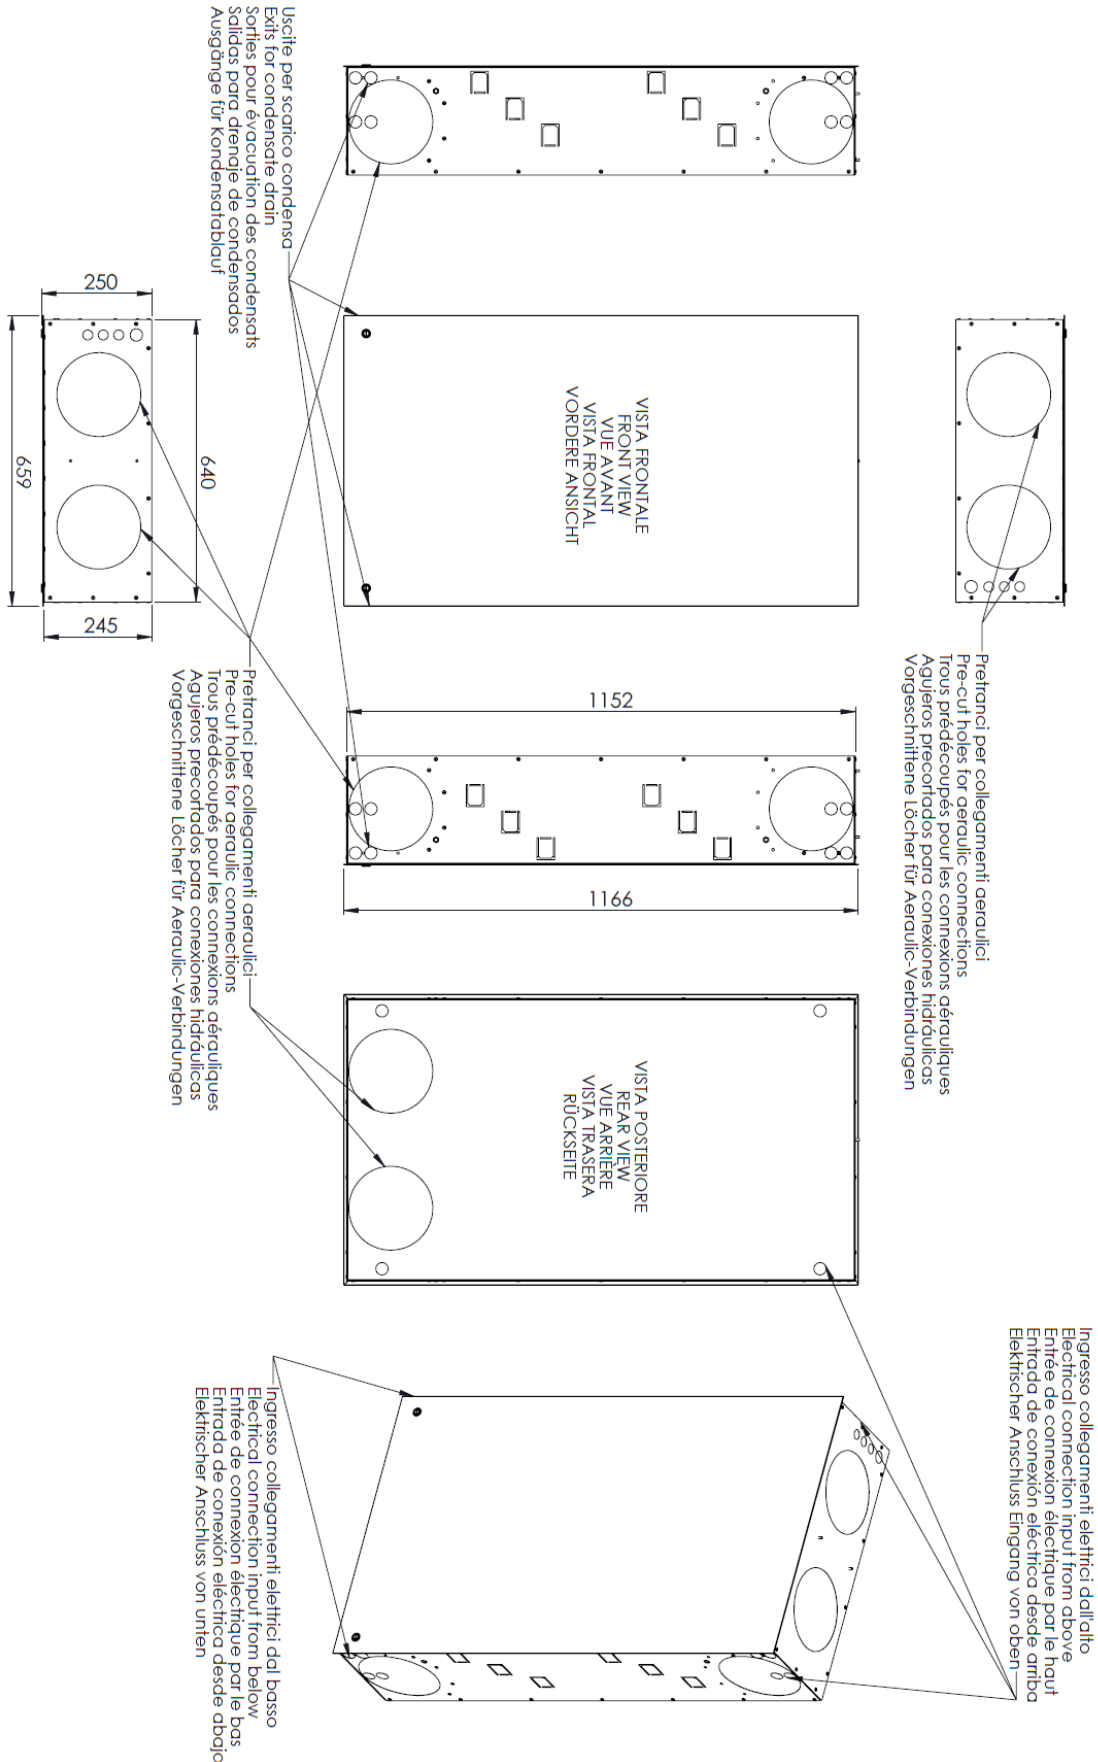 Uscite per scarico condensa
Exits for condensate drain
Sorties pour évacuation des condensats
Salidas para drenaje de condensados
Ausgänge für Kondensatablauf
250
659
640
245
VISTA FRONTALE
FRONT VIEW
VUE AVANT
VISTA FRONTAL
VORDERE ANSICHT
Pretranci per collegamenti aeraulici
Pre-cut holes for aeraulic connections
Trous prédécoupés pour les connexions aérauliques
Agujeros precortados para conexiones hidráulicas
Vorgeschnittene Löcher für Aeraulic-Verbindungen
1152
1166
Pretranci per collegamenti aeraulici
Pre-cut holes for aeraulic connections
Trous prédécoupés pour les connexions aérauliques
Agujeros precortados para conexiones hidráulicas
Vorgeschnittene Löcher für Aeraulic-Verbindungen
VISTA POSTERIORE
REAR VIEW
VUE ARRIÈRE
VISTA TRASERA
RÜCKSEITE
Ingresso collegamenti elettrici dall'alto
Electrical connection input from above
Entrée de connexion électrique par le haut
Entrada de conexión eléctrica desde arriba
Elektrischer Anschluss Eingang von oben
Ingresso collegamenti elettrici dal basso
Electrical connection input from below
Entrée de connexion électrique par le bas
Entrada de conexión eléctrica desde abajo
Elektrischer Anschluss von unten